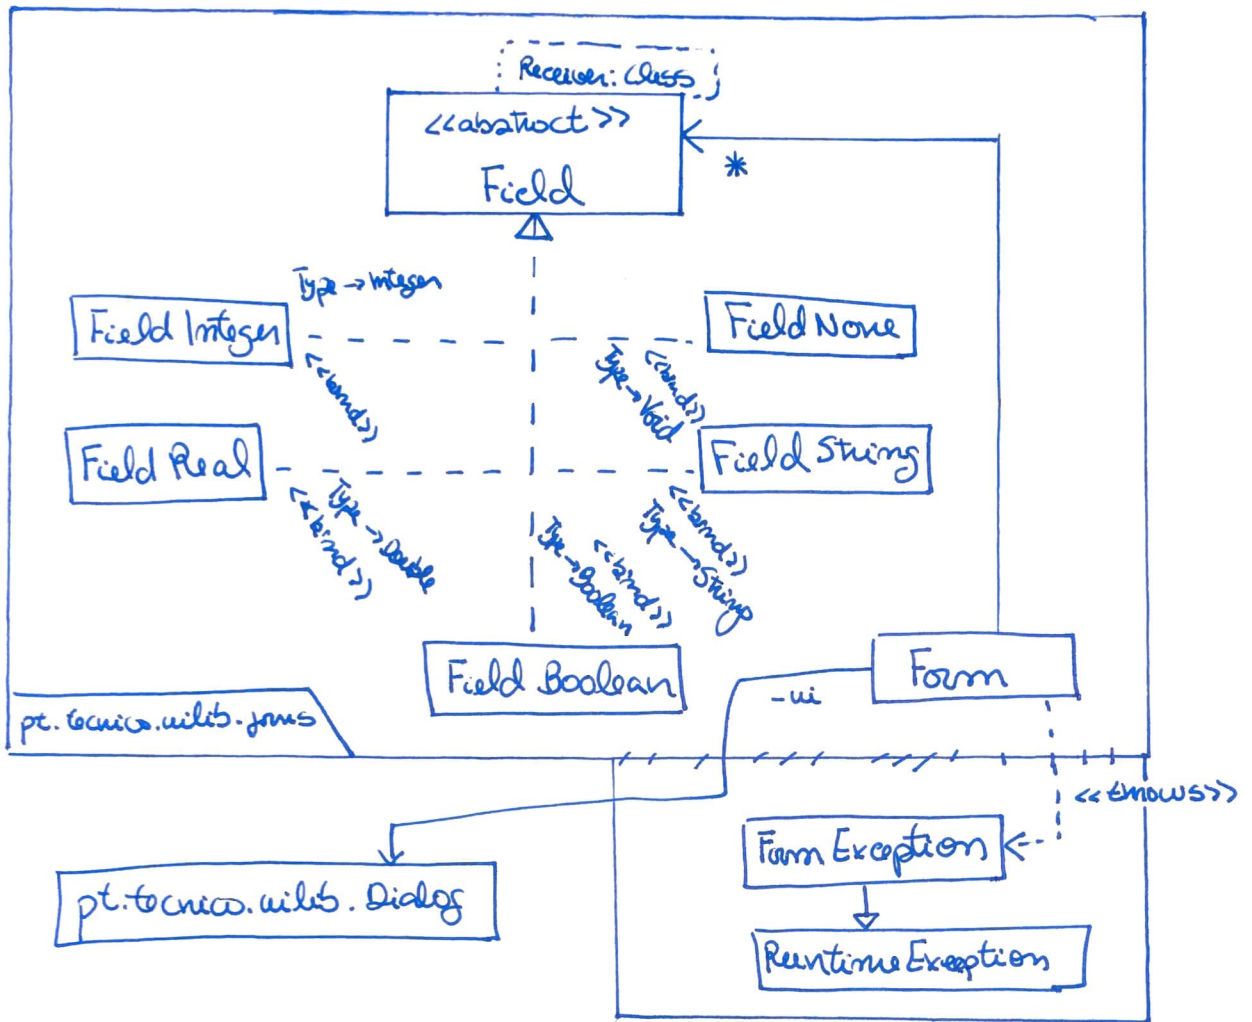 Receiver: Class
<<abstract>>
Field
*
Type → Integer
Field Integer
<<bind>>
Field None
Type → Void
<<bind>>
Field Real
<<bind>>
Type → Double
Field String
<<bind>>
Type → String
Type → Boolean
<<bind>>
Field Boolean
Form
- ui
pt.tecnico.uilib.forms
<<throws>>
Form Exception
pt.tecnico.uilib.Dialog
Runtime Exception